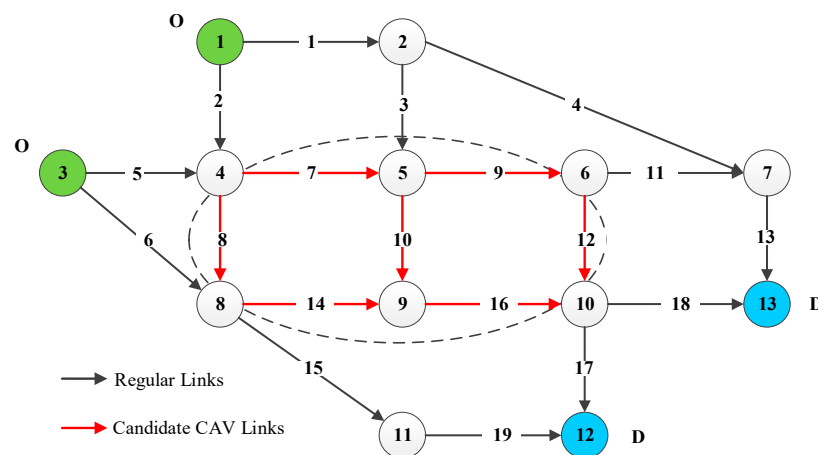 O
1 1 2
2 3 4
O
3 5 4 7 5 9 6 11 7
6 8 10 12 13
8 14 9 16 10 18 13 D
15 17
Regular Links
Candidate CAV Links
11 19 12 D